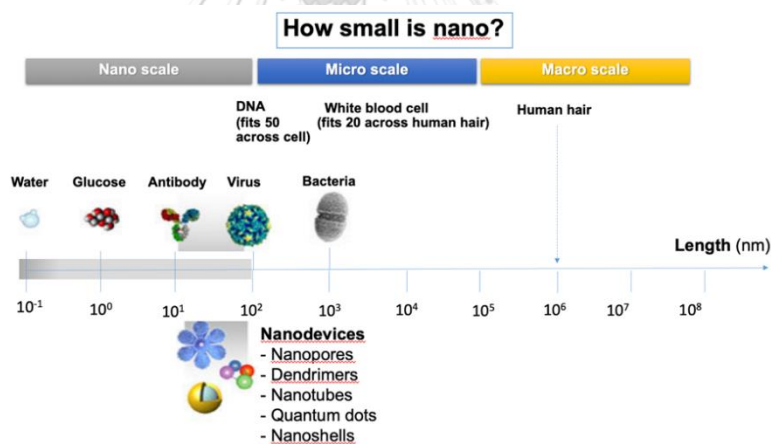 How small is nano?
Nano scale
Micro scale
Macro scale
DNA
(fits 50
across cell)
White blood cell
(fits 20 across human hair)
Human hair
Water
Glucose
Antibody
Virus
Bacteria
Length (nm)
10⁻¹
10⁰
10¹
10²
10³
10⁴
10⁵
10⁶
10⁷
10⁸
Nanodevices
- Nanopores
- Dendrimers
- Nanotubes
- Quantum dots
- Nanoshells